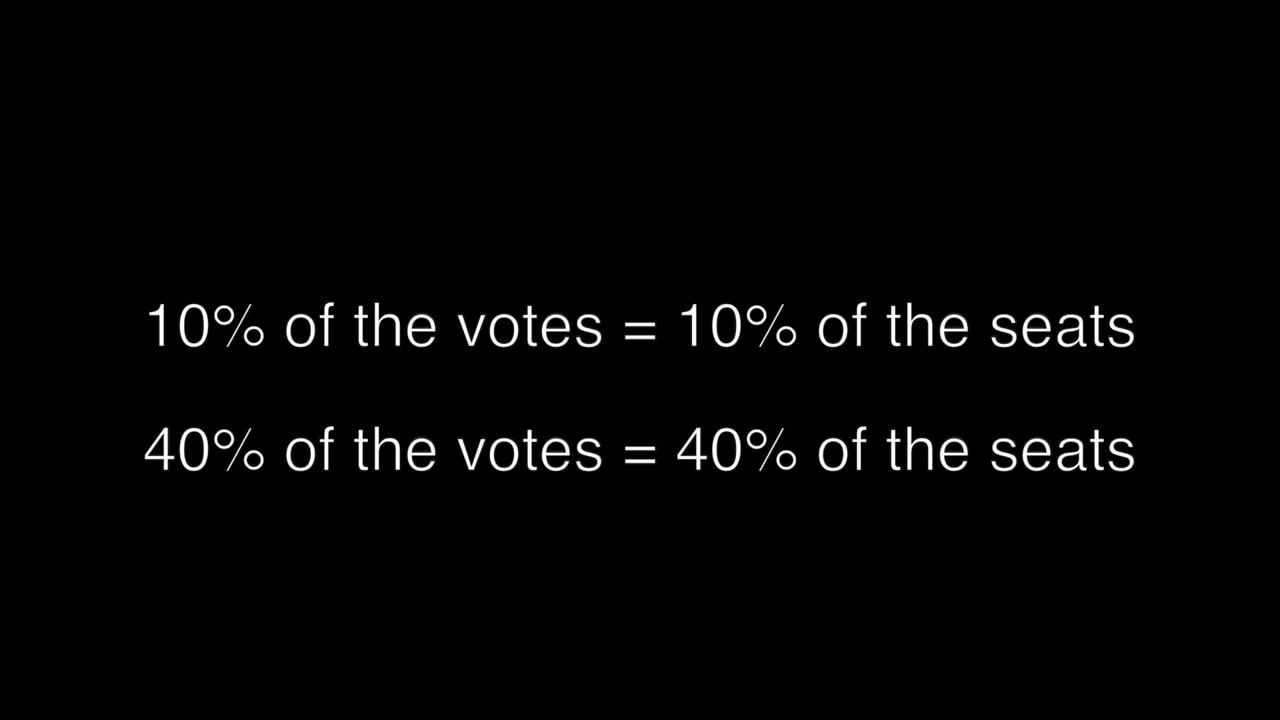 10% of the votes = 10% of the seats
40% of the votes = 40% of the seats